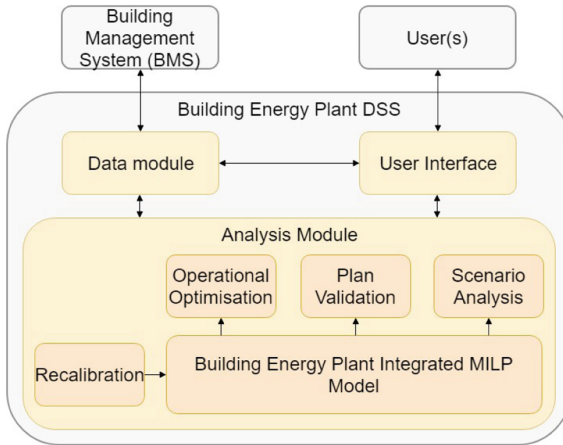 Building
Management
System (BMS)
User(s)
Building Energy Plant DSS
Data module
User Interface
Analysis Module
Operational
Optimisation
Plan
Validation
Scenario
Analysis
Recalibration
Building Energy Plant Integrated MILP
Model